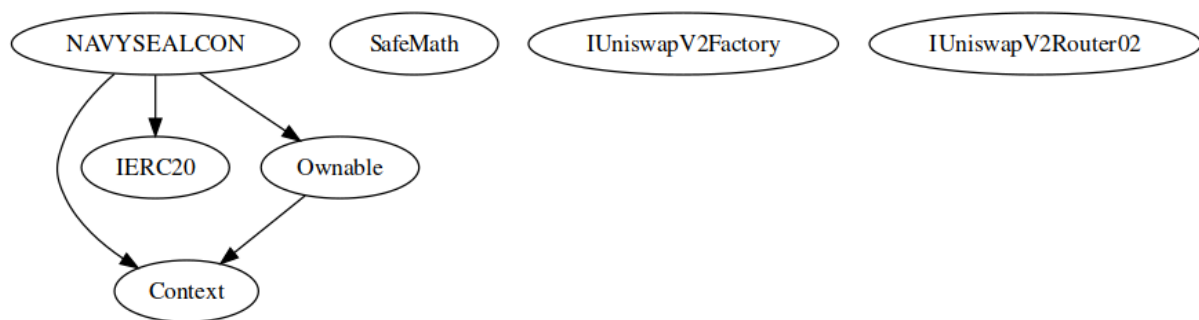 NAVYSEALCON
SafeMath
IUniswapV2Factory
IUniswapV2Router02
IERC20
Ownable
Context